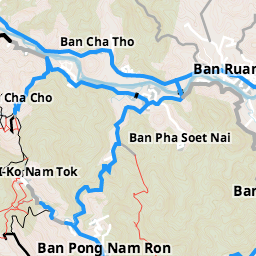 Ban Cha Tho
Ban Ruan
Cha Cho
Ban Pha Soet Nai
I-Ko Nam Tok
Ban
Ban Pong Nam Ron